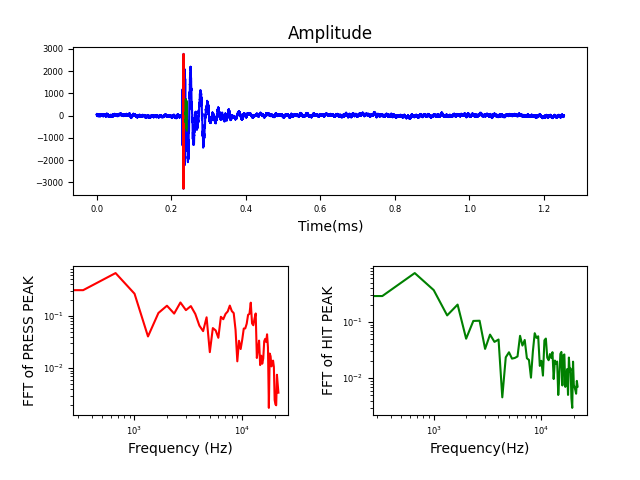 Amplitude
3000
2000
1000
0
−1000
−2000
−3000
0.0 0.2 0.4 0.6 0.8 1.0 1.2
Time(ms)
FFT of PRESS PEAK
10⁻¹
10⁻²
10³ 10⁴
Frequency (Hz)
FFT of HIT PEAK
10⁻¹
10⁻²
10³ 10⁴
Frequency(Hz)